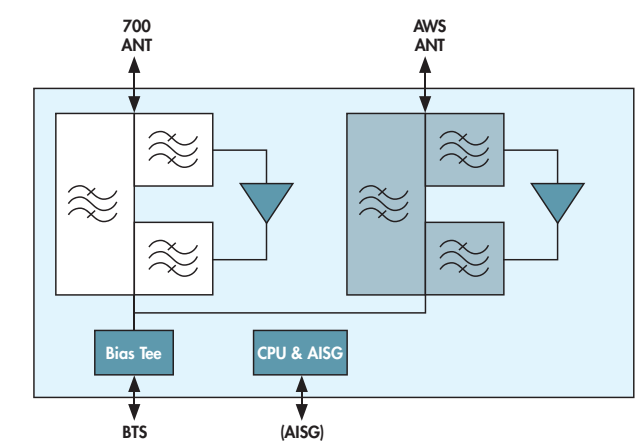 700
ANT
AWS
ANT
Bias Tee
CPU & AISG
BTS
(AISG)